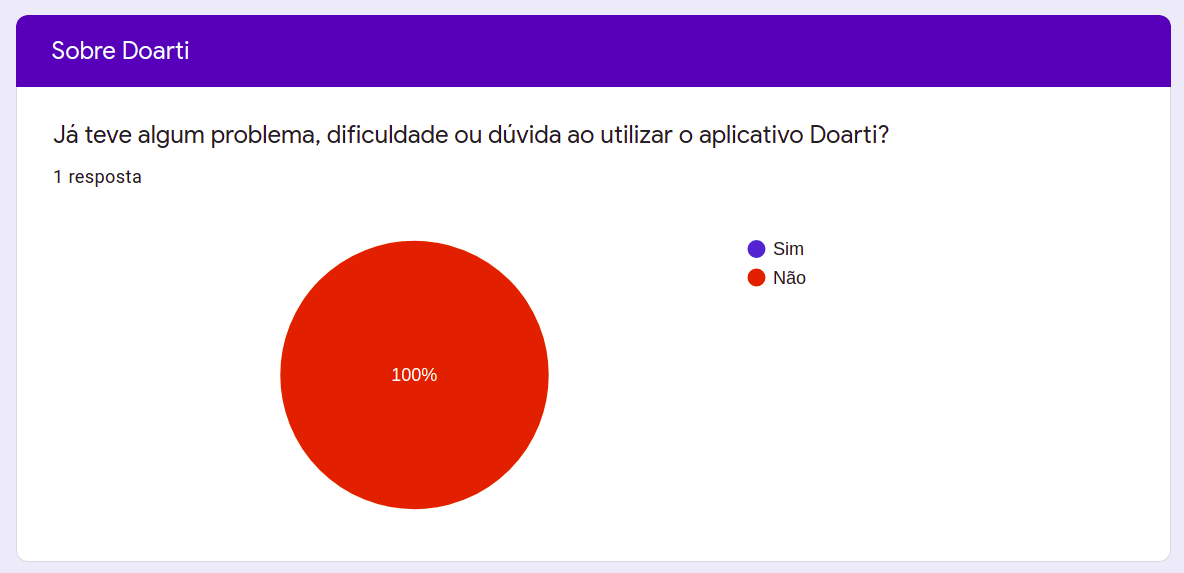 Sobre Doarti
Já teve algum problema, dificuldade ou dúvida ao utilizar o aplicativo Doarti?
1 resposta
Sim
Não
100%